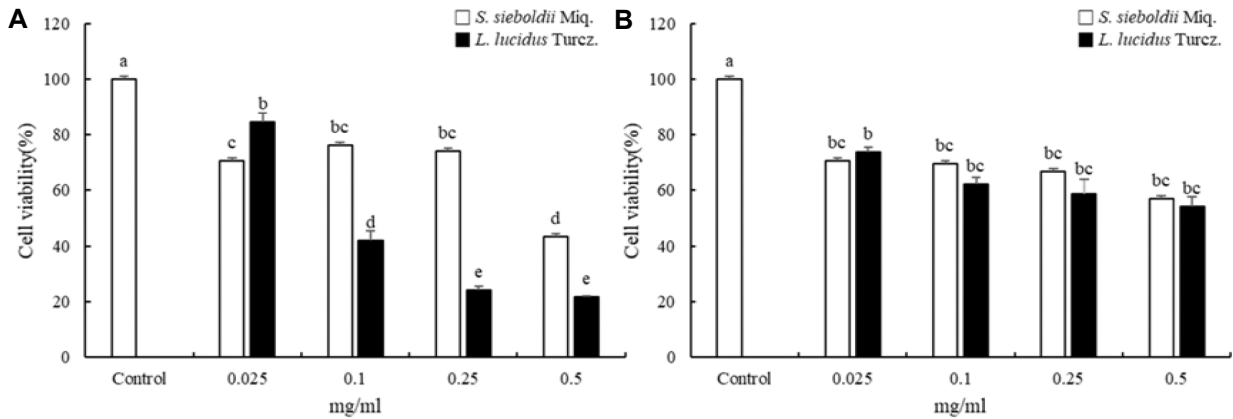 A
S. sieboldii Miq.
L. lucidus Turcz.
Cell viability(%)
120
100
80
60
40
20
0
a
c
b
bc
d
bc
e
d
e
Control
0.025
0.1
0.25
0.5
mg/ml
B
S. sieboldii Miq.
L. lucidus Turcz.
Cell viability(%)
120
100
80
60
40
20
0
a
bc
b
bc
bc
bc
bc
bc
bc
Control
0.025
0.1
0.25
0.5
mg/ml